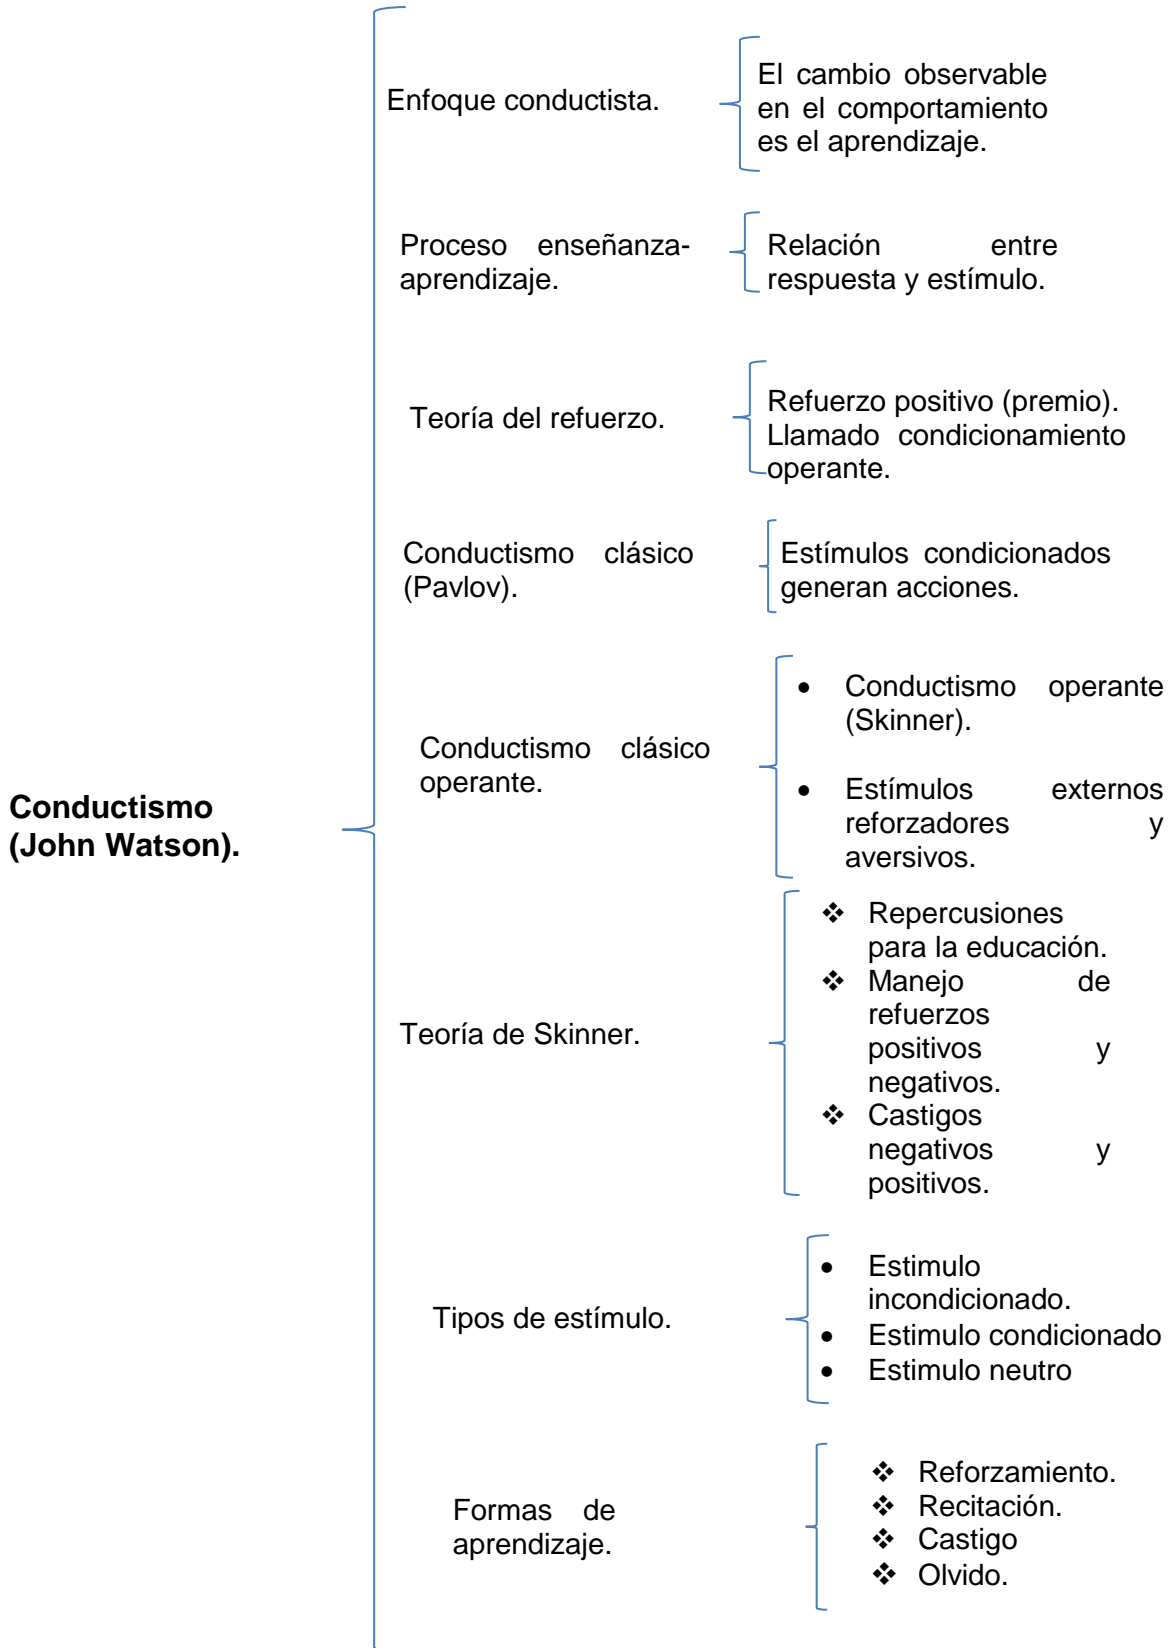 Enfoque conductista.
El cambio observable
en el comportamiento
es el aprendizaje.
Proceso enseñanza-
aprendizaje.
Relación entre
respuesta y estímulo.
Teoría del refuerzo.
Refuerzo positivo (premio).
Llamado condicionamiento
operante.
Conductismo clásico
(Pavlov).
Estímulos condicionados
generan acciones.
Conductismo clásico
operante.
• Conductismo operante
(Skinner).
• Estímulos externos
reforzadores y
aversivos.
Conductismo
(John Watson).
Teoría de Skinner.
❖ Repercusiones
para la educación.
❖ Manejo de
refuerzos
positivos y
negativos.
❖ Castigos
negativos y
positivos.
Tipos de estímulo.
• Estimulo
incondicionado.
• Estimulo condicionado
• Estimulo neutro
Formas de
aprendizaje.
❖ Reforzamiento.
❖ Recitación.
❖ Castigo
❖ Olvido.